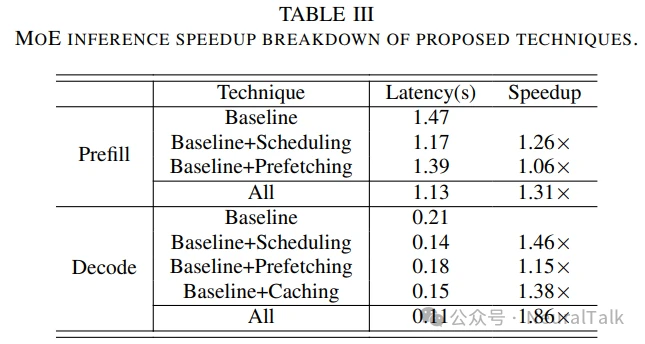 TABLE III
MOE INFERENCE SPEEDUP BREAKDOWN OF PROPOSED TECHNIQUES.
Technique Latency(s) Speedup
Prefill
Baseline 1.47
Baseline+Scheduling 1.17 1.26×
Baseline+Prefetching 1.39 1.06×
All 1.13 1.31×
Decode
Baseline 0.21
Baseline+Scheduling 0.14 1.46×
Baseline+Prefetching 0.18 1.15×
Baseline+Caching 0.15 1.38×
All 0.11 1.86×
公众号 · NeuralTalk